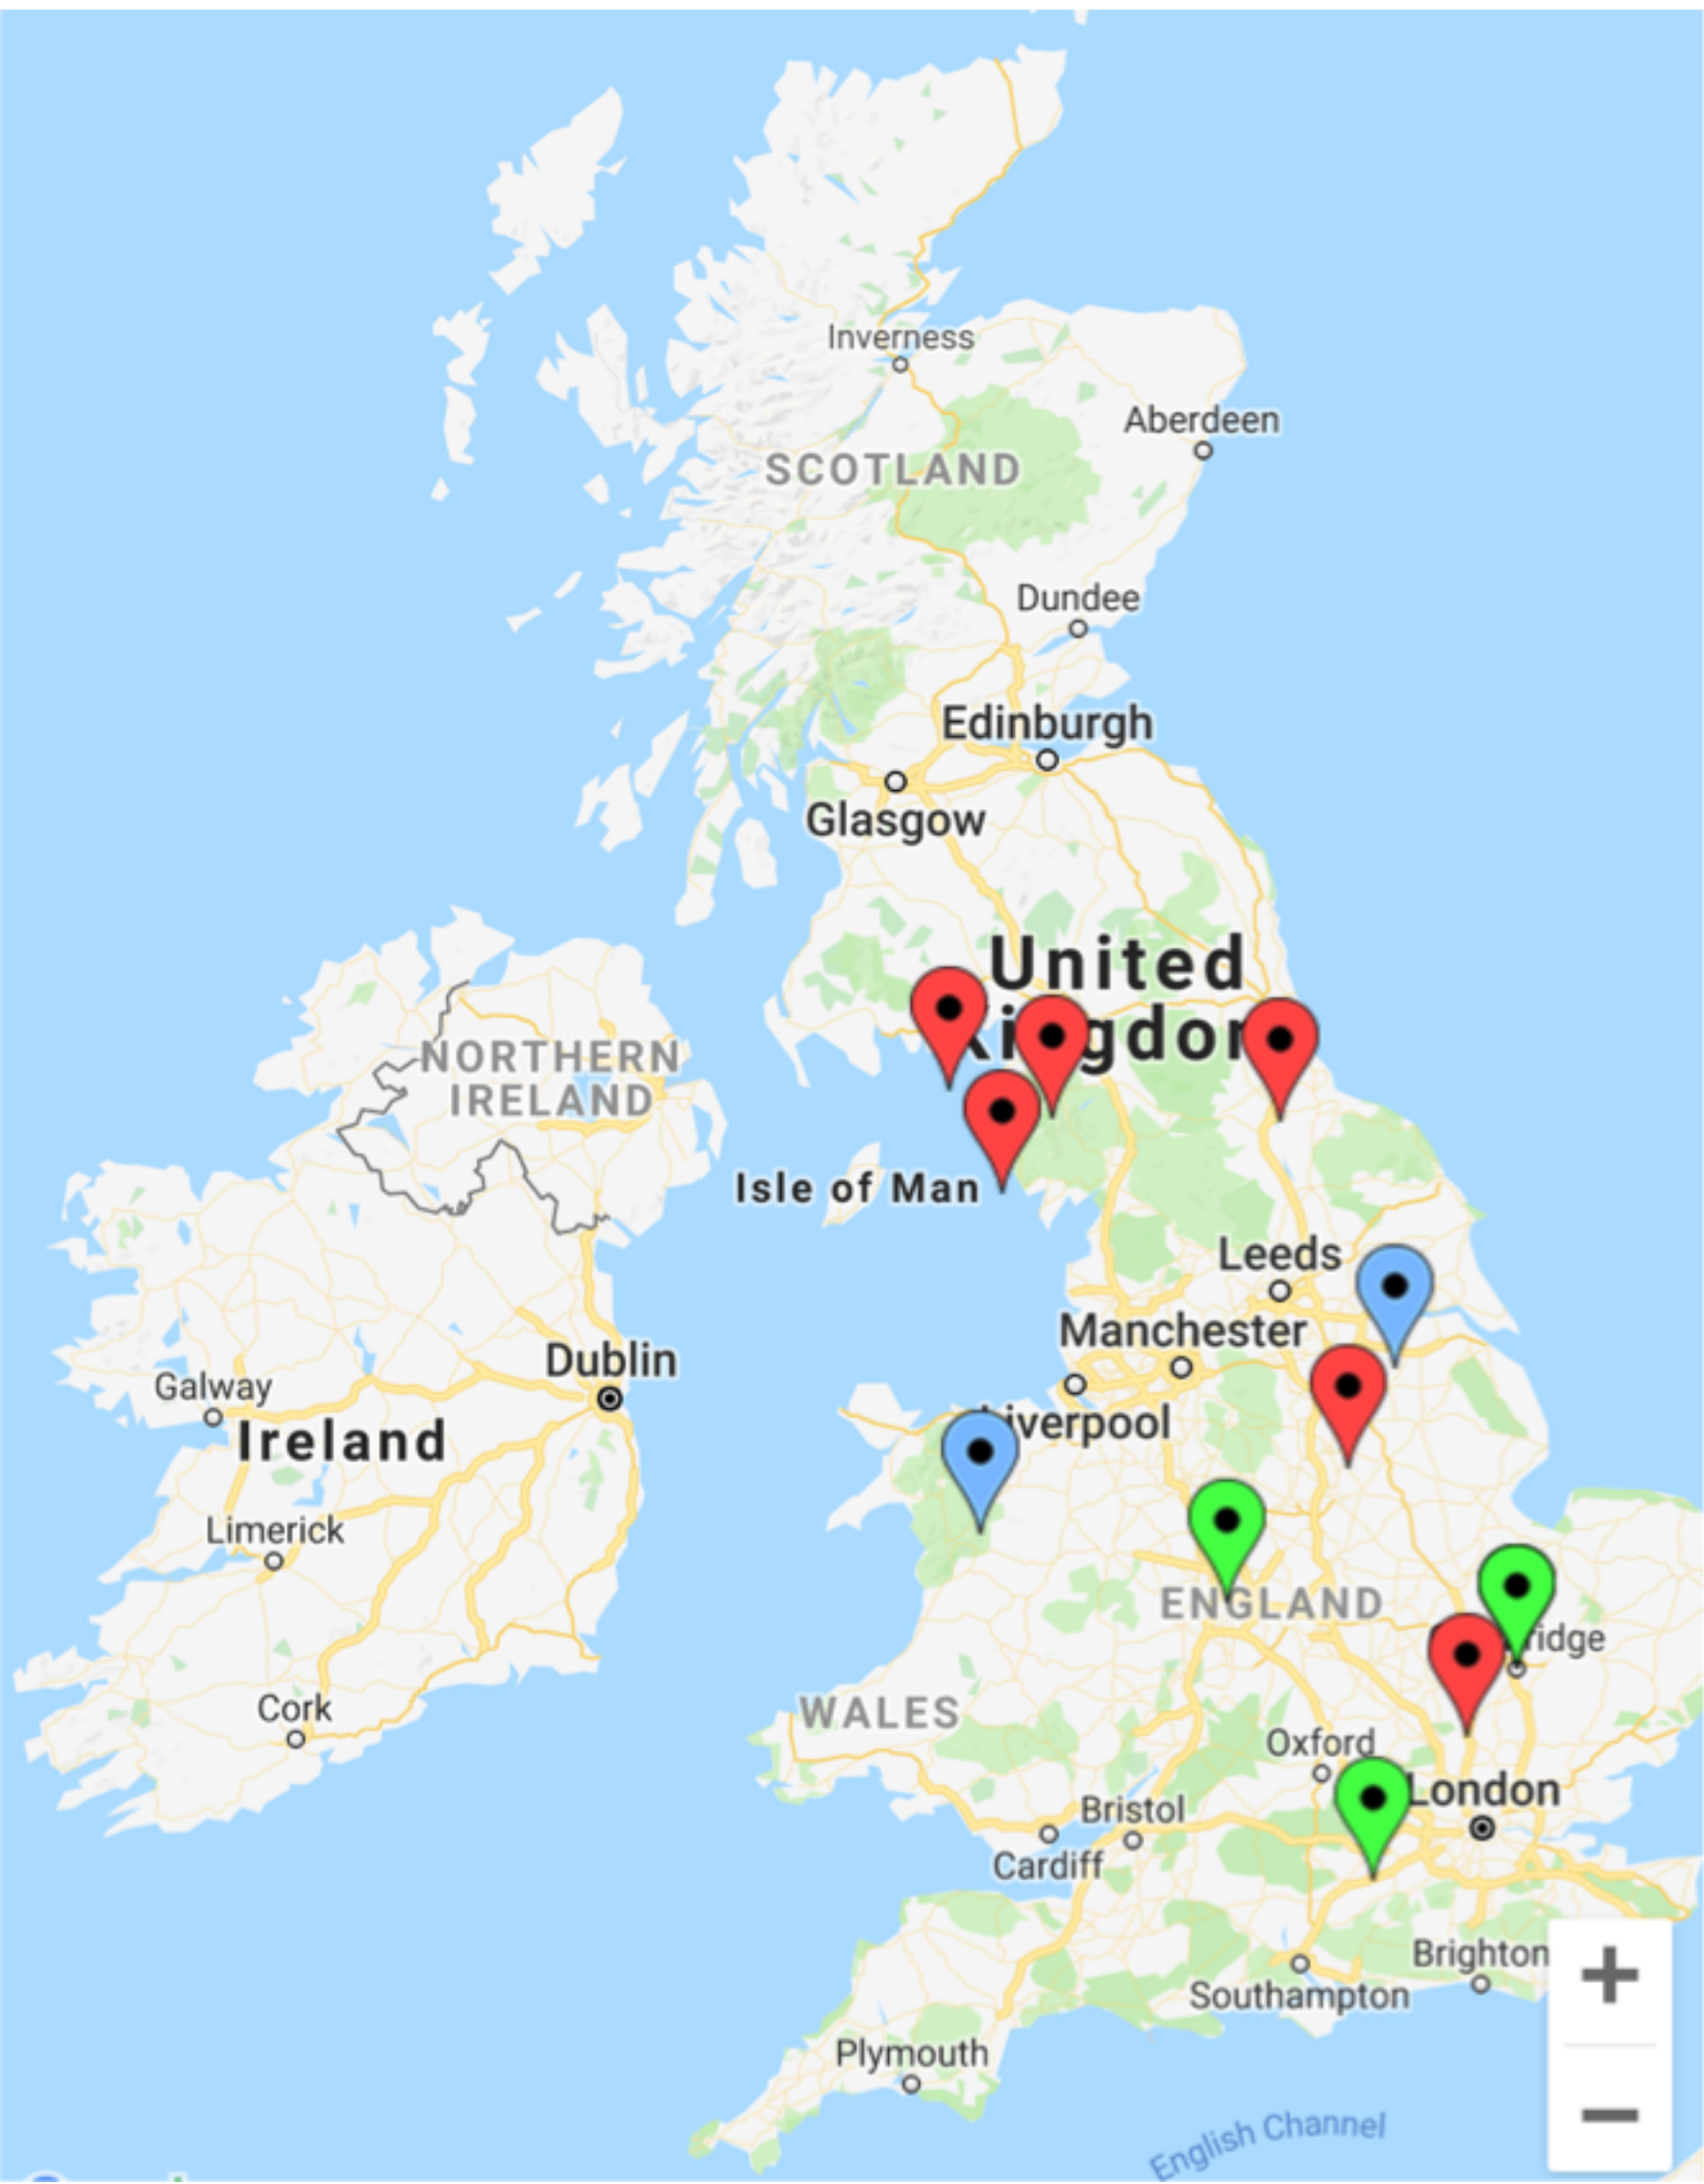 Inverness
Aberdeen
SCOTLAND
Dundee
Edinburgh
Glasgow
United
NORTHERN
IRELAND
Isle of Man
Leeds
Manchester
Dublin
Galway
Ireland
Liverpool
Limerick
ENGLAND
ridge
Cork
WALES
Oxford
London
Bristol
Cardiff
Brighton
Southampton
Plymouth
English Channel
+
−